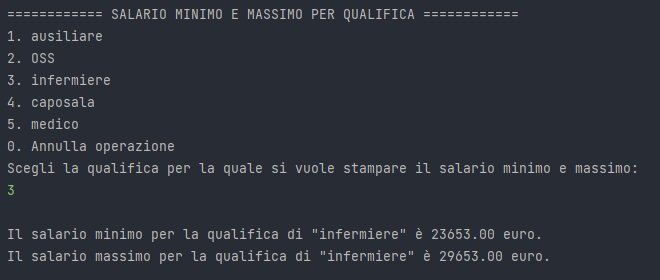 ============ SALARIO MINIMO E MASSIMO PER QUALIFICA ============
1. ausiliare
2. OSS
3. infermiere
4. caposala
5. medico
0. Annulla operazione
Scegli la qualifica per la quale si vuole stampare il salario minimo e massimo:
3
Il salario minimo per la qualifica di "infermiere" è 23653.00 euro.
Il salario massimo per la qualifica di "infermiere" è 29653.00 euro.